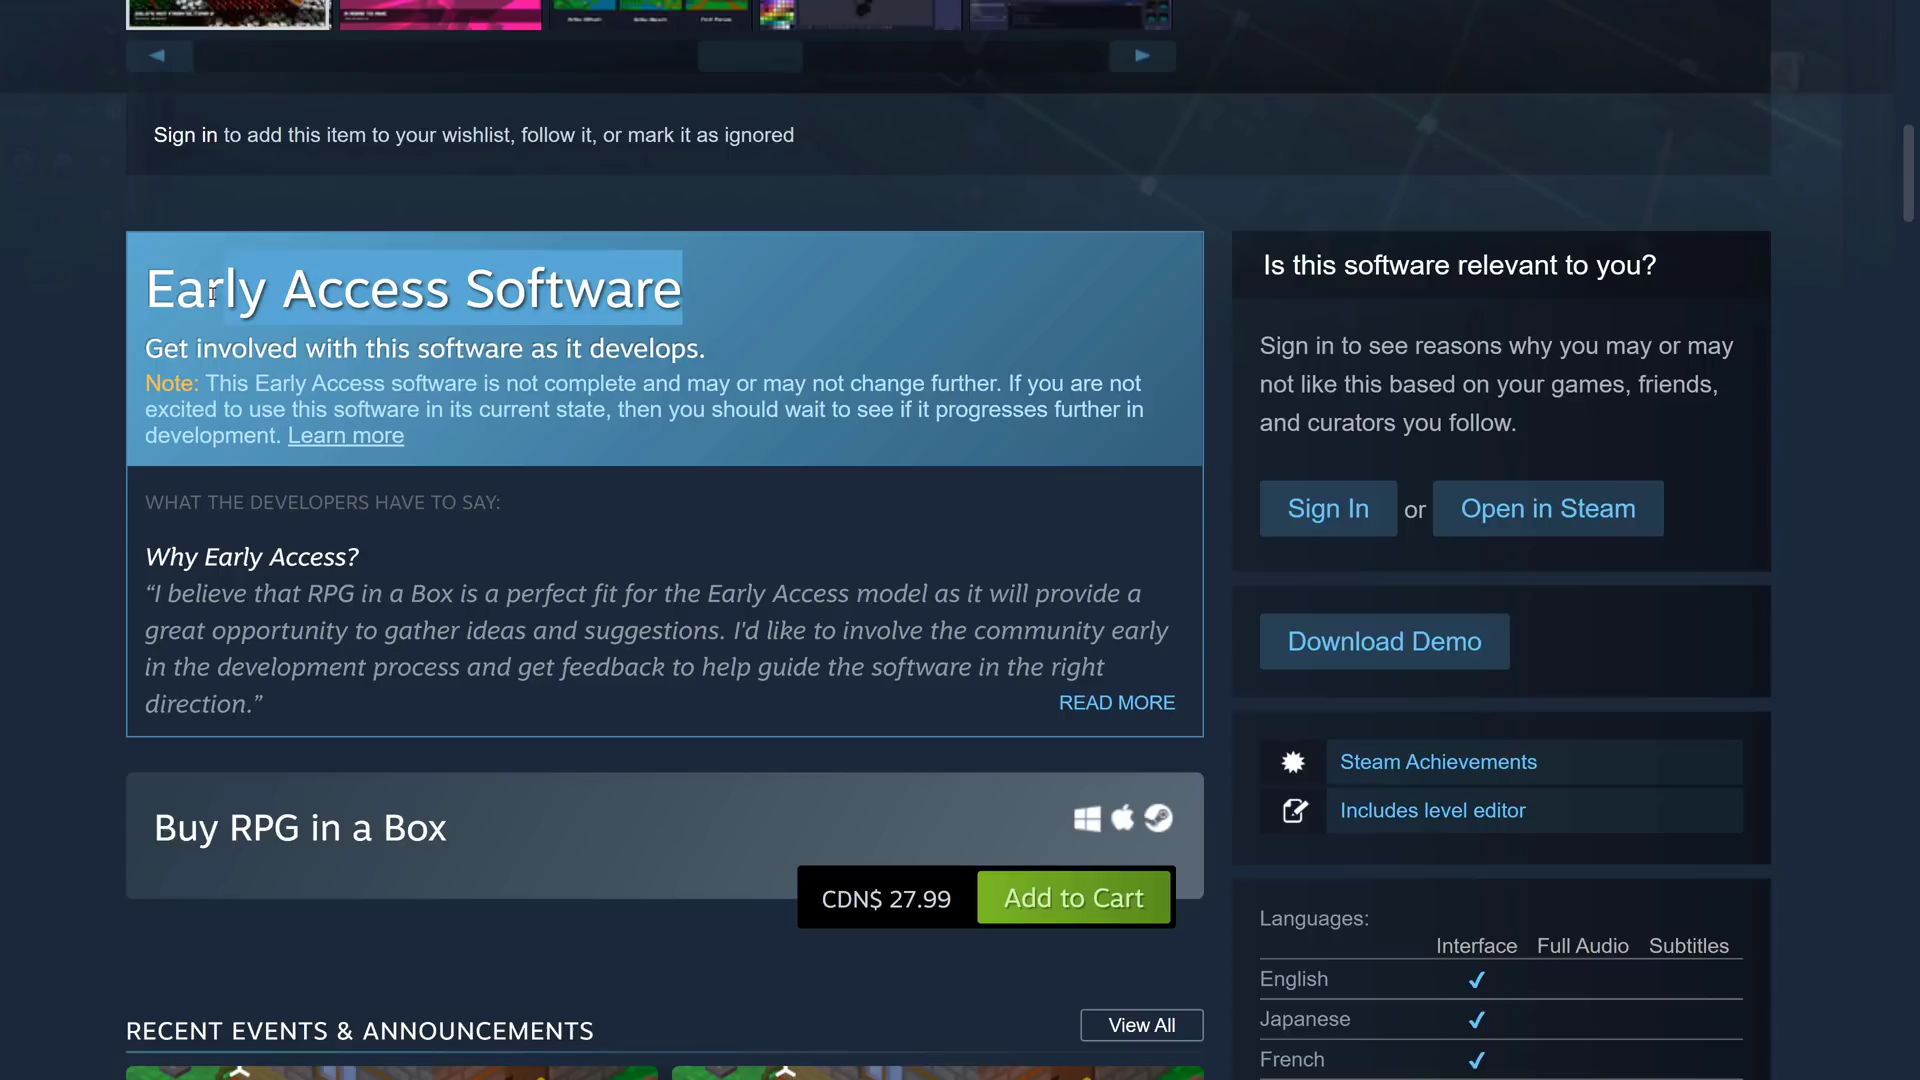 Sign in to add this item to your wishlist, follow it, or mark it as ignored
Early Access Software
Get involved with this software as it develops.
Note: This Early Access software is not complete and may or may not change further. If you are not
excited to use this software in its current state, then you should wait to see if it progresses further in
development. Learn more
WHAT THE DEVELOPERS HAVE TO SAY:
Why Early Access?
“I believe that RPG in a Box is a perfect fit for the Early Access model as it will provide a
great opportunity to gather ideas and suggestions. I'd like to involve the community early
in the development process and get feedback to help guide the software in the right
direction.”
READ MORE
Buy RPG in a Box
CDN$ 27.99
Add to Cart
RECENT EVENTS & ANNOUNCEMENTS
View All
Is this software relevant to you?
Sign in to see reasons why you may or may
not like this based on your games, friends,
and curators you follow.
Sign In or Open in Steam
Download Demo
Steam Achievements
Includes level editor
Languages:
Interface Full Audio Subtitles
English
Japanese
French